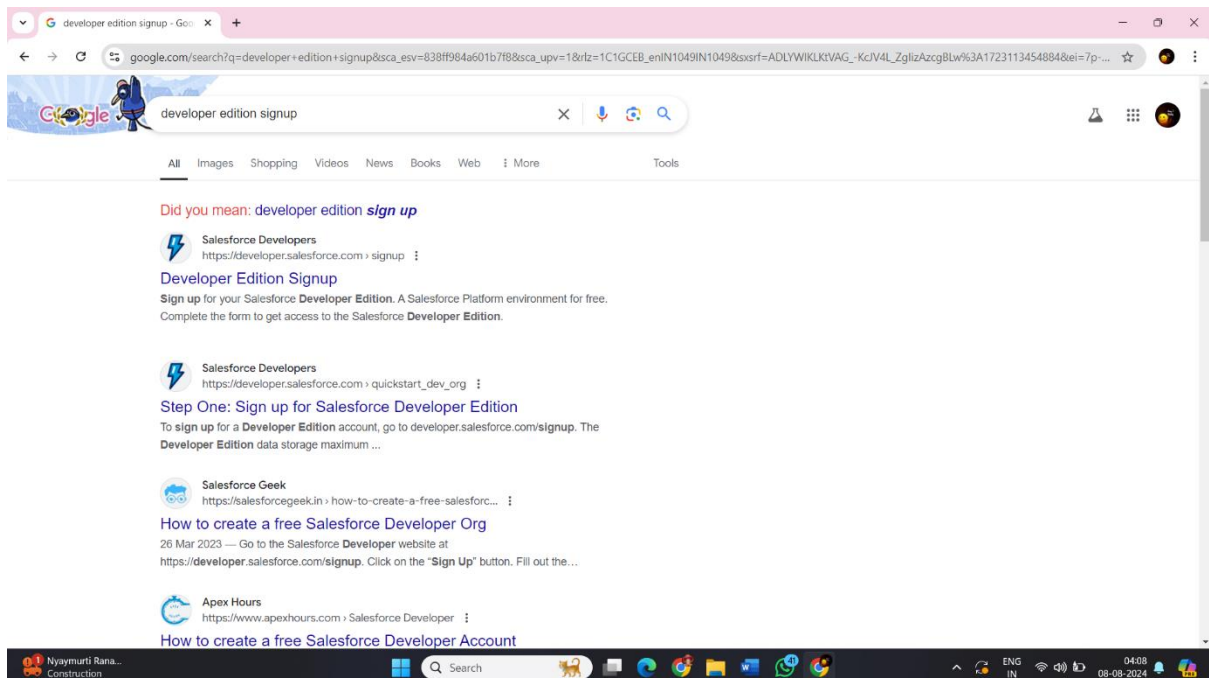 developer edition signup - Goo
google.com/search?q=developer+edition+signup&sca_esv=838ff984a601b7f8&sca_upv=1&rlz=1C1GCEB_enIN1049IN1049&sxsrf=ADLYWIKLKtVAG_-KcJV4L_ZglizAzcgBLw%3A1723113454884&ei=7p-...
Google
developer edition signup
All Images Shopping Videos News Books Web More Tools
Did you mean: developer edition sign up
Salesforce Developers
https://developer.salesforce.com › signup
Developer Edition Signup
Sign up for your Salesforce Developer Edition. A Salesforce Platform environment for free.
Complete the form to get access to the Salesforce Developer Edition.
Salesforce Developers
https://developer.salesforce.com › quickstart_dev_org
Step One: Sign up for Salesforce Developer Edition
To sign up for a Developer Edition account, go to developer.salesforce.com/signup. The
Developer Edition data storage maximum ...
Salesforce Geek
https://salesforcegeek.in › how-to-create-a-free-salesforc...
How to create a free Salesforce Developer Org
26 Mar 2023 — Go to the Salesforce Developer website at
https://developer.salesforce.com/signup. Click on the “Sign Up” button. Fill out the...
Apex Hours
https://www.apexhours.com › Salesforce Developer
How to create a free Salesforce Developer Account
1 Nyaymurti Rana...
Construction
Search
41
ENG
IN
04:08
08-08-2024